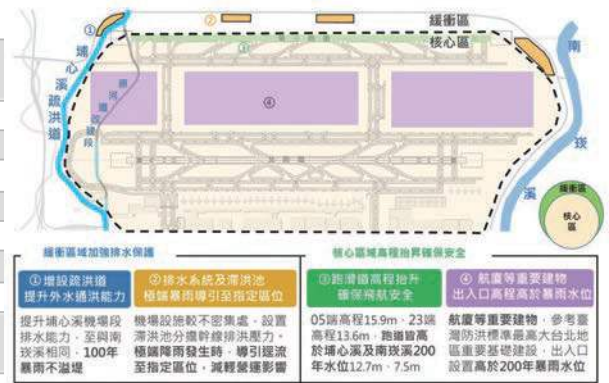 ①
②
緩衝區
核心區
③
④
埔心溪疏洪道
舊河道改建段
南崁溪
緩衝區
核心區
緩衝區域加強排水保護
核心區域高程抬昇確保安全
①增設疏洪道
提升外水通洪能力
②排水系統及滯洪池
極端暴雨導引至指定區位
③跑滑道高程抬升
確保飛航安全
④ 航廈等重要建物
出入口高程高於暴雨水位
提升埔心溪機場段
排水能力,至與南
崁溪相同,100年
暴雨不溢堤
機場設施較不密集處,設置
滯洪池分攤幹線排洪壓力。
極端降雨發生時,導引逕流
至指定區位,減輕營運影響
05端高程15.9m,23端
高程13.6m,跑道皆高
於埔心溪及南崁溪200
年水位12.7m、7.5m
航廈等重要建物,參考臺
灣防洪標準最高大台北地
區重要基礎建設,出入口
設置高於200年暴雨水位